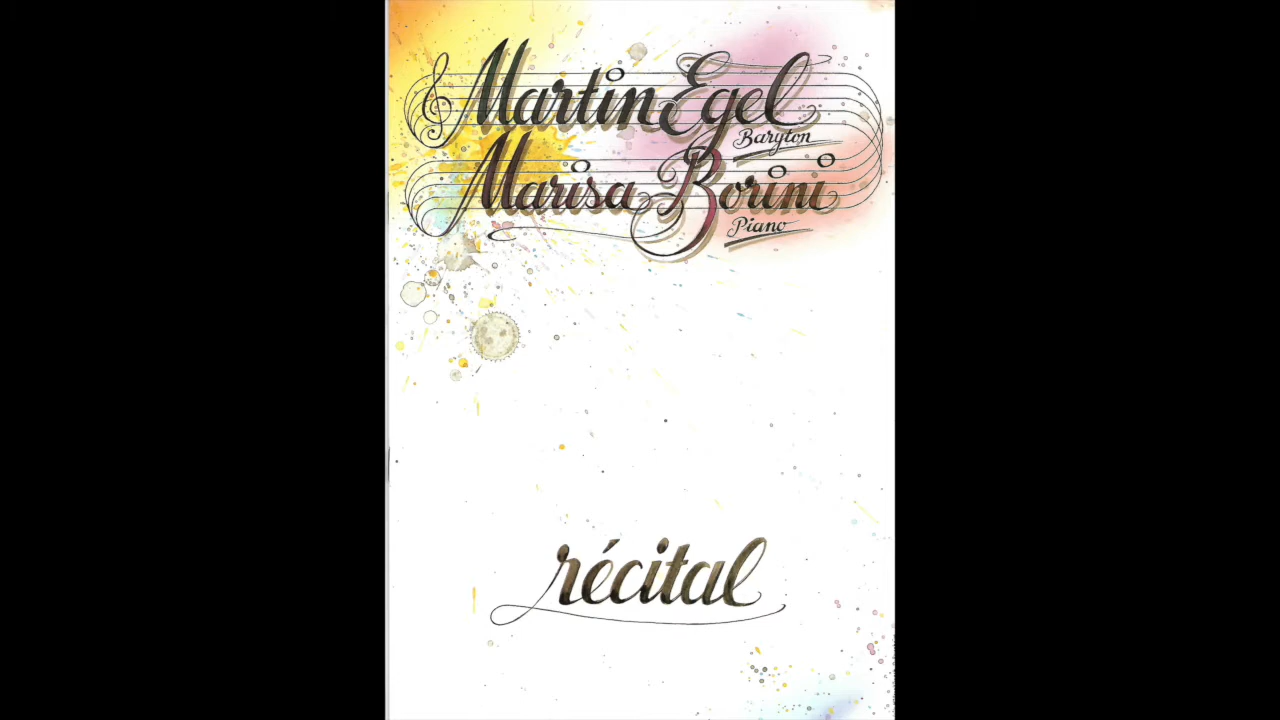 Martin Egel
Baryton
Marisa Borini
Piano
récital